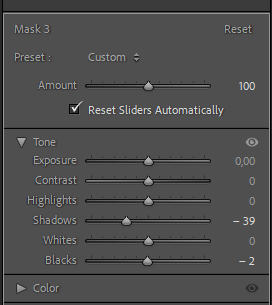 Mask 3 Reset
Preset : Custom
Amount 100
Reset Sliders Automatically
Tone
Exposure 0,00
Contrast 0
Highlights 0
Shadows – 39
Whites 0
Blacks – 2
Color